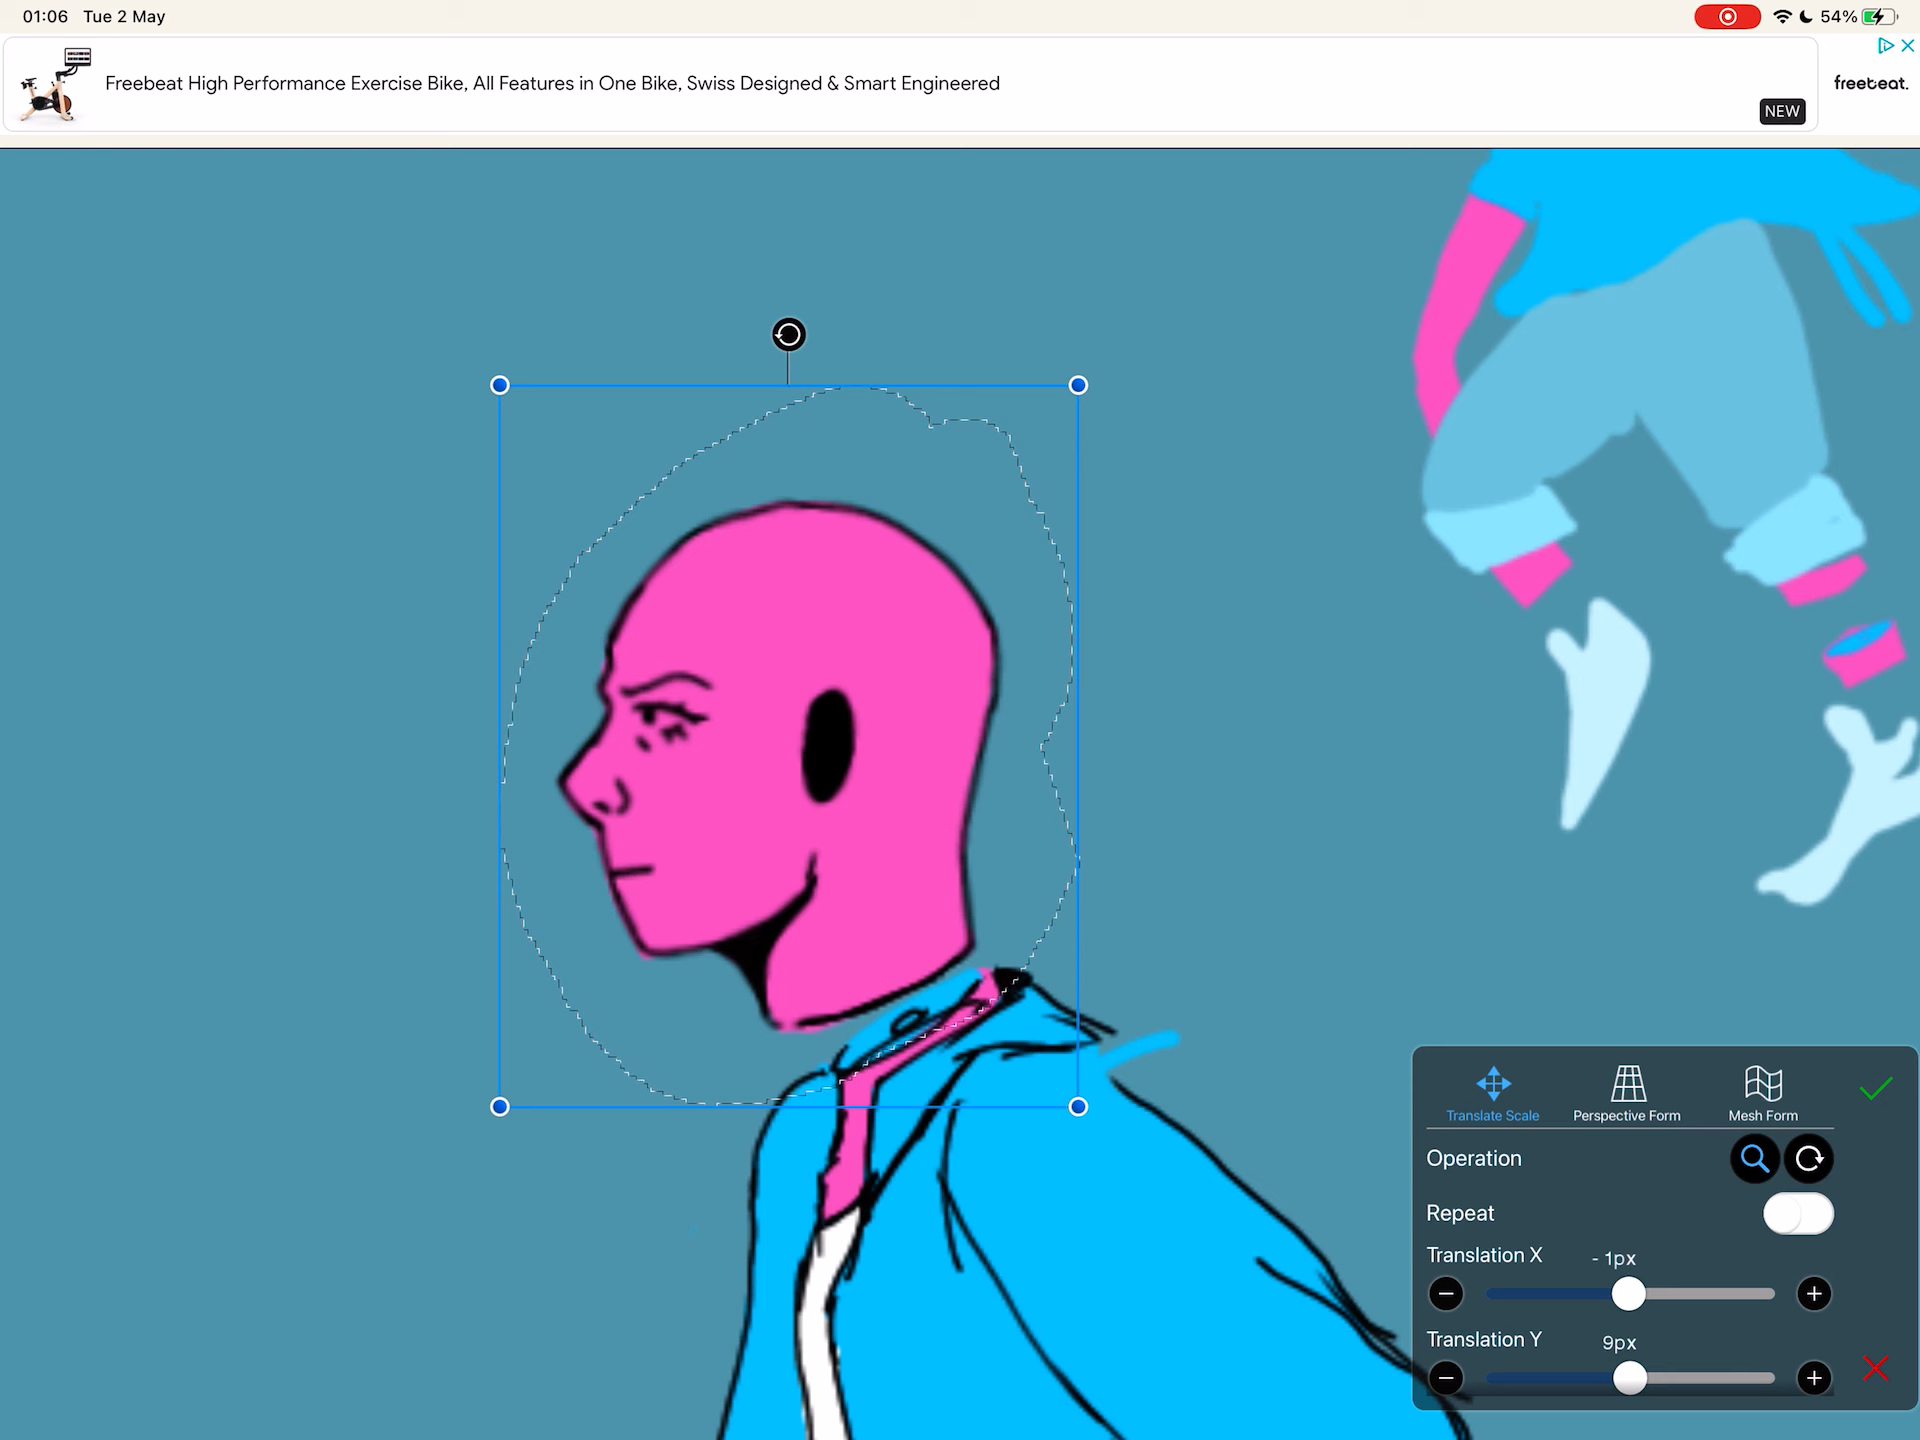 01:06 Tue 2 May
54%
Freebeat High Performance Exercise Bike, All Features in One Bike, Swiss Designed & Smart Engineered
freebeat.
NEW
Translate Scale
Perspective Form
Mesh Form
Operation
Repeat
Translation X
- 1px
Translation Y
9px